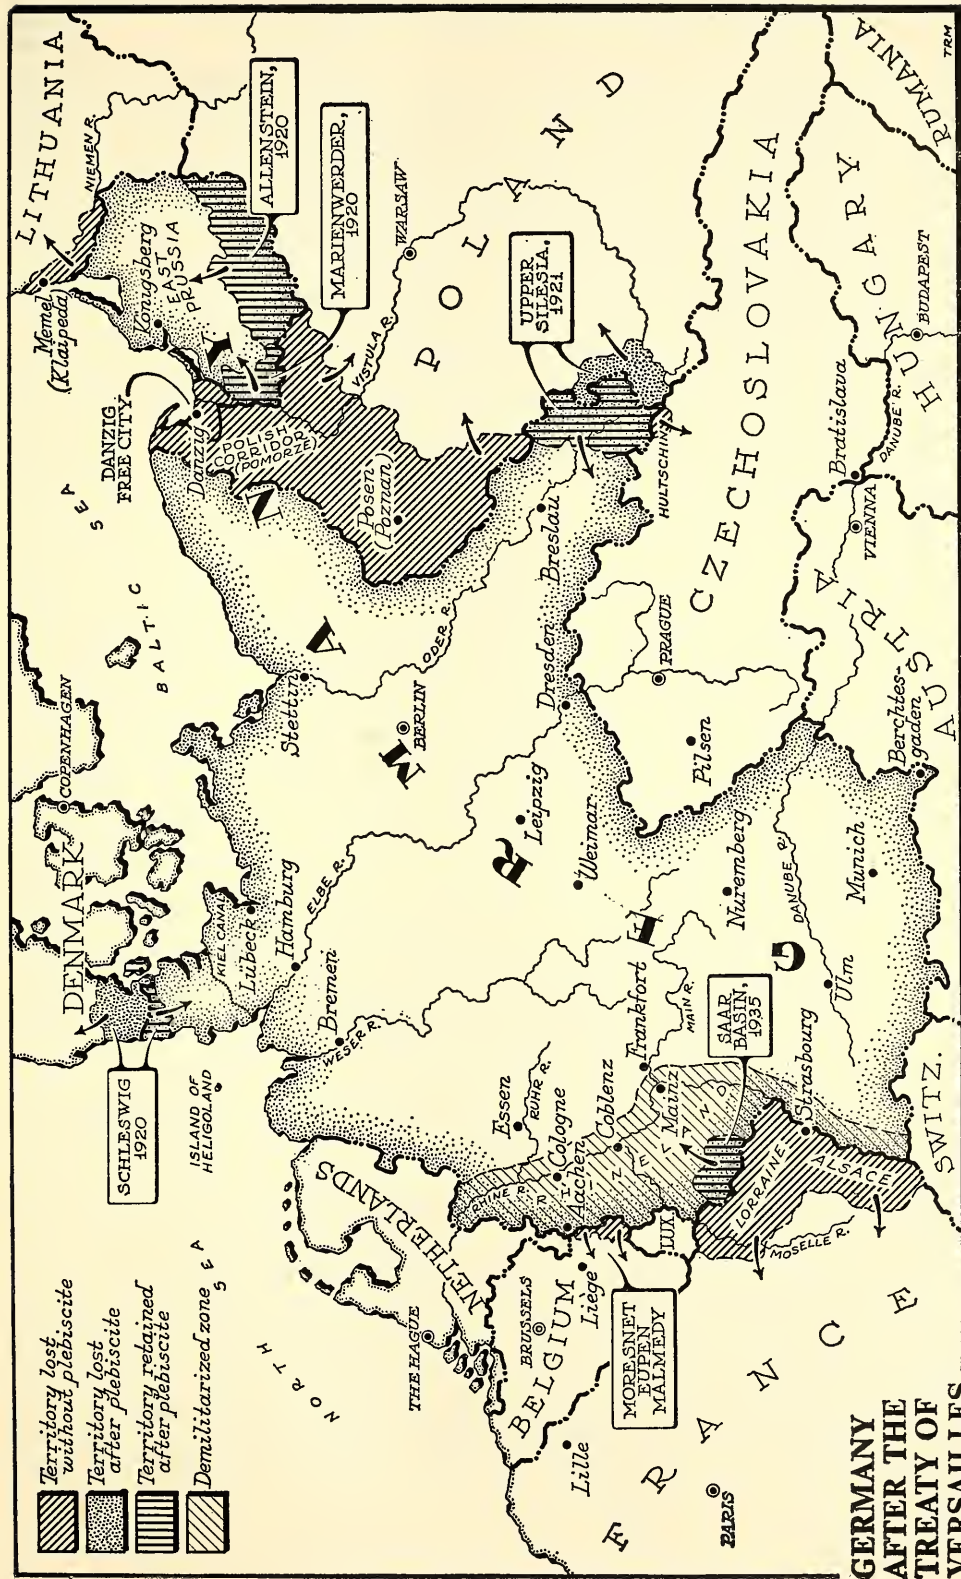 Territory lost
without plebiscite
Territory lost
after plebiscite
Territory retained
after plebiscite
Demilitarized zone
GERMANY
AFTER THE
TREATY OF
VERSAILLES
NORTH
SEA
BALTIC
SEA
DENMARK
COPENHAGEN
SCHLESWIG
1920
ISLAND OF
HELIGOLAND
KIEL CANAL
Lübeck
Hamburg
ELBE R.
Bremen
WESER R.
Stettin
BERLIN
ODER R.
DANZIG
FREE CITY
Danzig
POLISH
CORRIDOR
(POMORZE)
Posen
(Poznan)
Memel
(Klaipeda)
LITHUANIA
NIEMEN R.
Konigsberg
EAST
PRUSSIA
ALLENSTEIN,
1920
MARIENWERDER,
1920
WARSAW
VISTULA R.
POLAND
UPPER
SILESIA,
1921
Breslau
HULTSCHIN
Dresden
Leipzig
Weimar
GERMANY
NETHERLANDS
THE HAGUE
BRUSSELS
BELGIUM
Liège
Lille
MORESNET
EUPEN
MALMEDY
LUX.
FRANCE
PARIS
Essen
RUHR R.
Cologne
Aachen
RHINE R.
Coblenz
Frankfort
Mainz
MAIN R.
RHINELAND
SAAR
BASIN,
1935
LORRAINE
ALSACE
MOSELLE R.
Strasbourg
SWITZ.
Ulm
Nuremberg
DANUBE R.
Munich
Berchtes-
gaden
AUSTRIA
VIENNA
PRAGUE
Pilsen
CZECHOSLOVAKIA
Bratislava
DANUBE R.
HUNGARY
BUDAPEST
RUMANIA
TRM